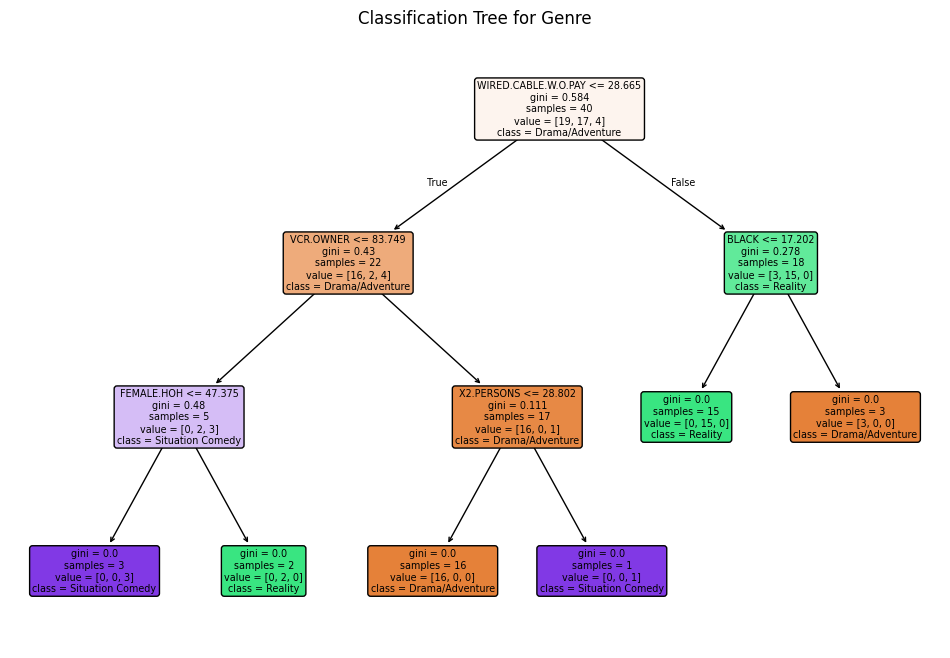 Classification Tree for Genre
WIRED.CABLE.W.O.PAY <= 28.665
gini = 0.584
samples = 40
value = [19, 17, 4]
class = Drama/Adventure
True
False
VCR.OWNER <= 83.749
gini = 0.43
samples = 22
value = [16, 2, 4]
class = Drama/Adventure
BLACK <= 17.202
gini = 0.278
samples = 18
value = [3, 15, 0]
class = Reality
FEMALE.HOH <= 47.375
gini = 0.48
samples = 5
value = [0, 2, 3]
class = Situation Comedy
X2.PERSONS <= 28.802
gini = 0.111
samples = 17
value = [16, 0, 1]
class = Drama/Adventure
gini = 0.0
samples = 15
value = [0, 15, 0]
class = Reality
gini = 0.0
samples = 3
value = [3, 0, 0]
class = Drama/Adventure
gini = 0.0
samples = 3
value = [0, 0, 3]
class = Situation Comedy
gini = 0.0
samples = 2
value = [0, 2, 0]
class = Reality
gini = 0.0
samples = 16
value = [16, 0, 0]
class = Drama/Adventure
gini = 0.0
samples = 1
value = [0, 0, 1]
class = Situation Comedy